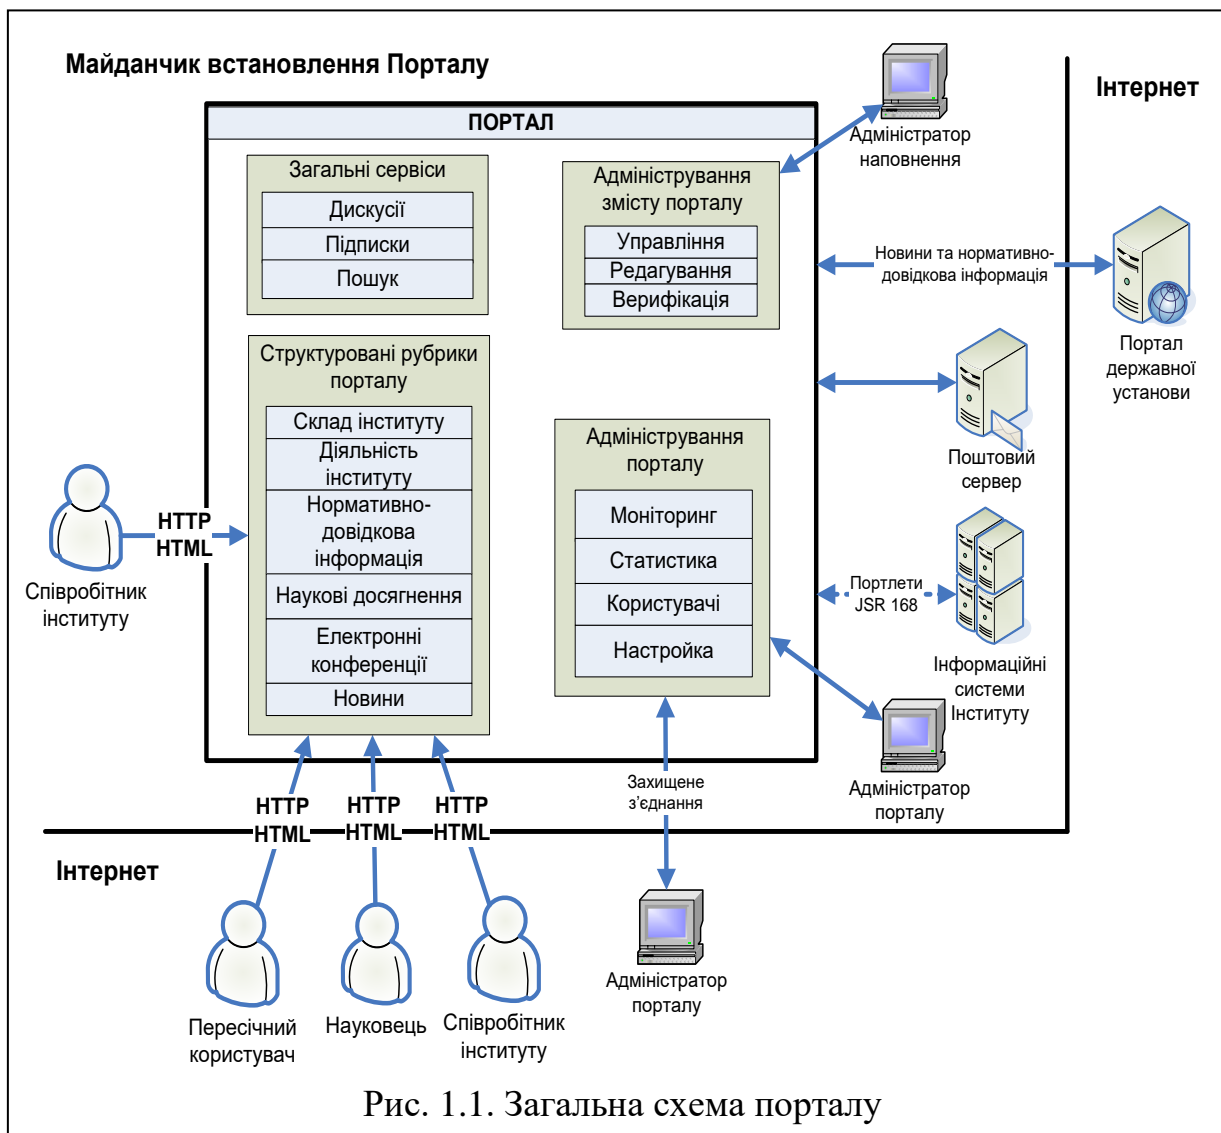 Майданчик встановлення Порталу
Інтернет
ПОРТАЛ
Загальні сервіси
Дискусії
Підписки
Пошук
Адміністрування
змісту порталу
Управління
Редагування
Верифікація
Адміністратор
наповнення
Новини та нормативно-
довідкова інформація
Портал
державної
установи
Структуровані рубрики
порталу
Склад інституту
Діяльність
інституту
Нормативно-
довідкова
інформація
Наукові досягнення
Електронні
конференції
Новини
Адміністрування
порталу
Моніторинг
Статистика
Користувачі
Настройка
Поштовий
сервер
Портлети
JSR 168
Інформаційні
системи
Інституту
HTTP
HTML
Співробітник
інституту
Адміністратор
порталу
Захищене
з’єднання
HTTP
HTML
HTTP
HTML
HTTP
HTML
Інтернет
Пересічний
користувач
Науковець
Співробітник
інституту
Адміністратор
порталу
Рис. 1.1. Загальна схема порталу